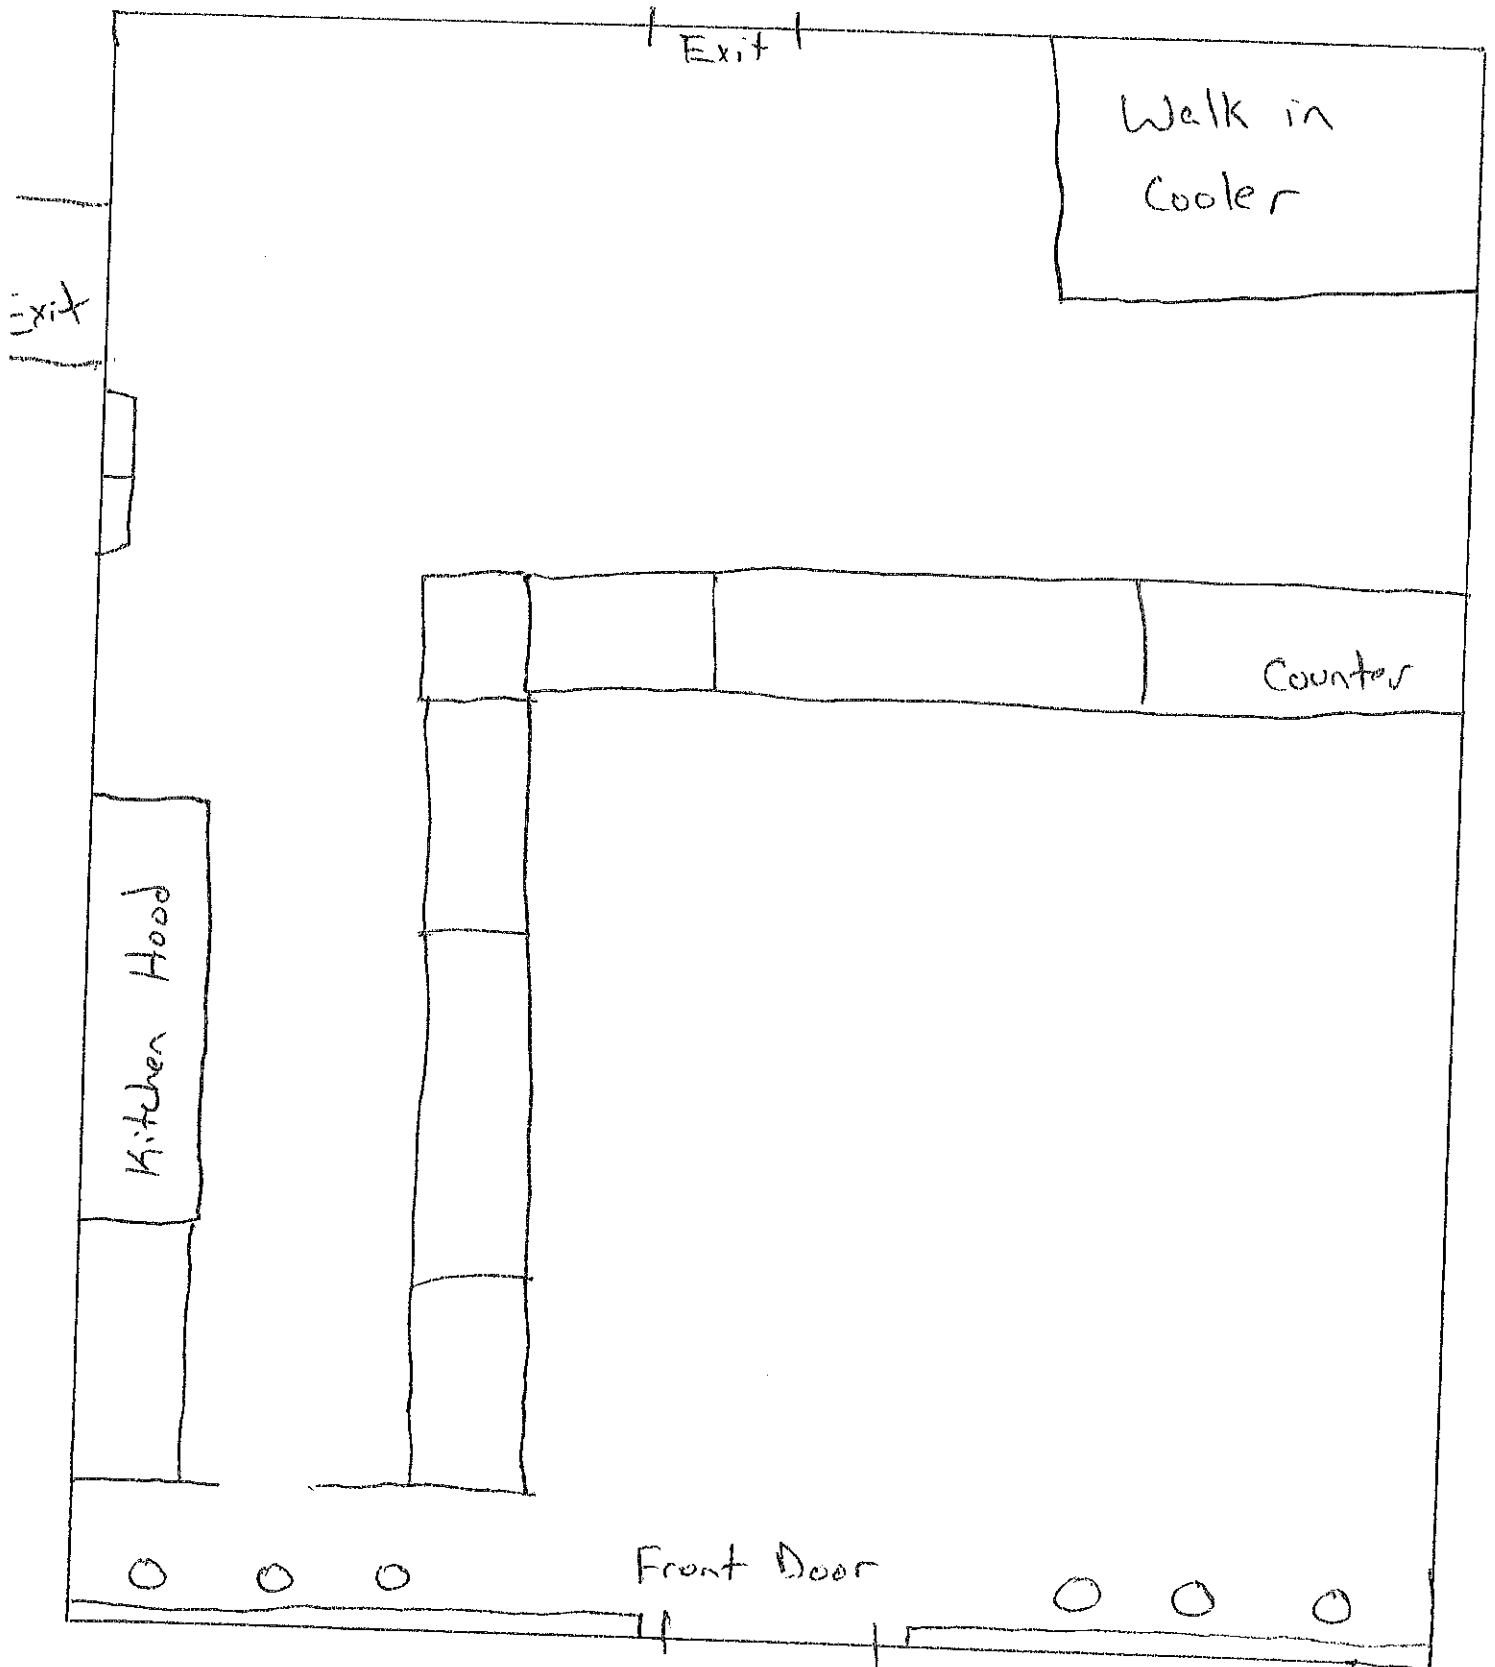 Exit
Walk in
Cooler
Exit
Counter
Kitchen Hood
Front Door